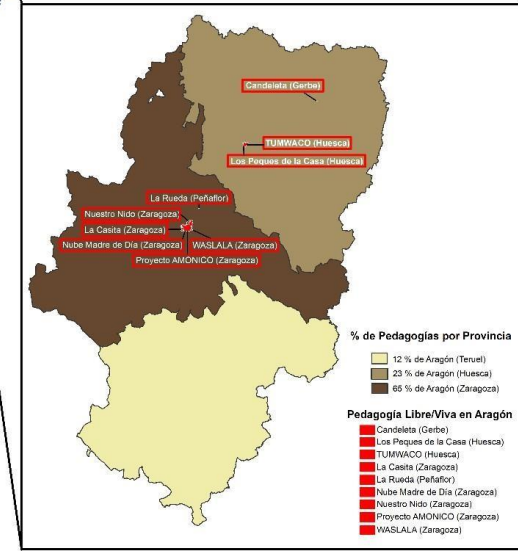 Candeleta (Gerbe)
TUMWACO (Huesca)
Los Peques de la Casa (Huesca)
La Rueda (Peñaflor)
Nuestro Nido (Zaragoza)
La Casita (Zaragoza)
Nube Madre de Día (Zaragoza)
WASLALA (Zaragoza)
Proyecto AMONICO (Zaragoza)
% de Pedagogías por Provincia
12 % de Aragón (Teruel)
23 % de Aragón (Huesca)
65 % de Aragón (Zaragoza)
Pedagogía Libre/Viva en Aragón
Candeleta (Gerbe)
Los Peques de la Casa (Huesca)
TUMWACO (Huesca)
La Casita (Zaragoza)
La Rueda (Peñaflor)
Nube Madre de Día (Zaragoza)
Nuestro Nido (Zaragoza)
Proyecto AMONICO (Zaragoza)
WASLALA (Zaragoza)